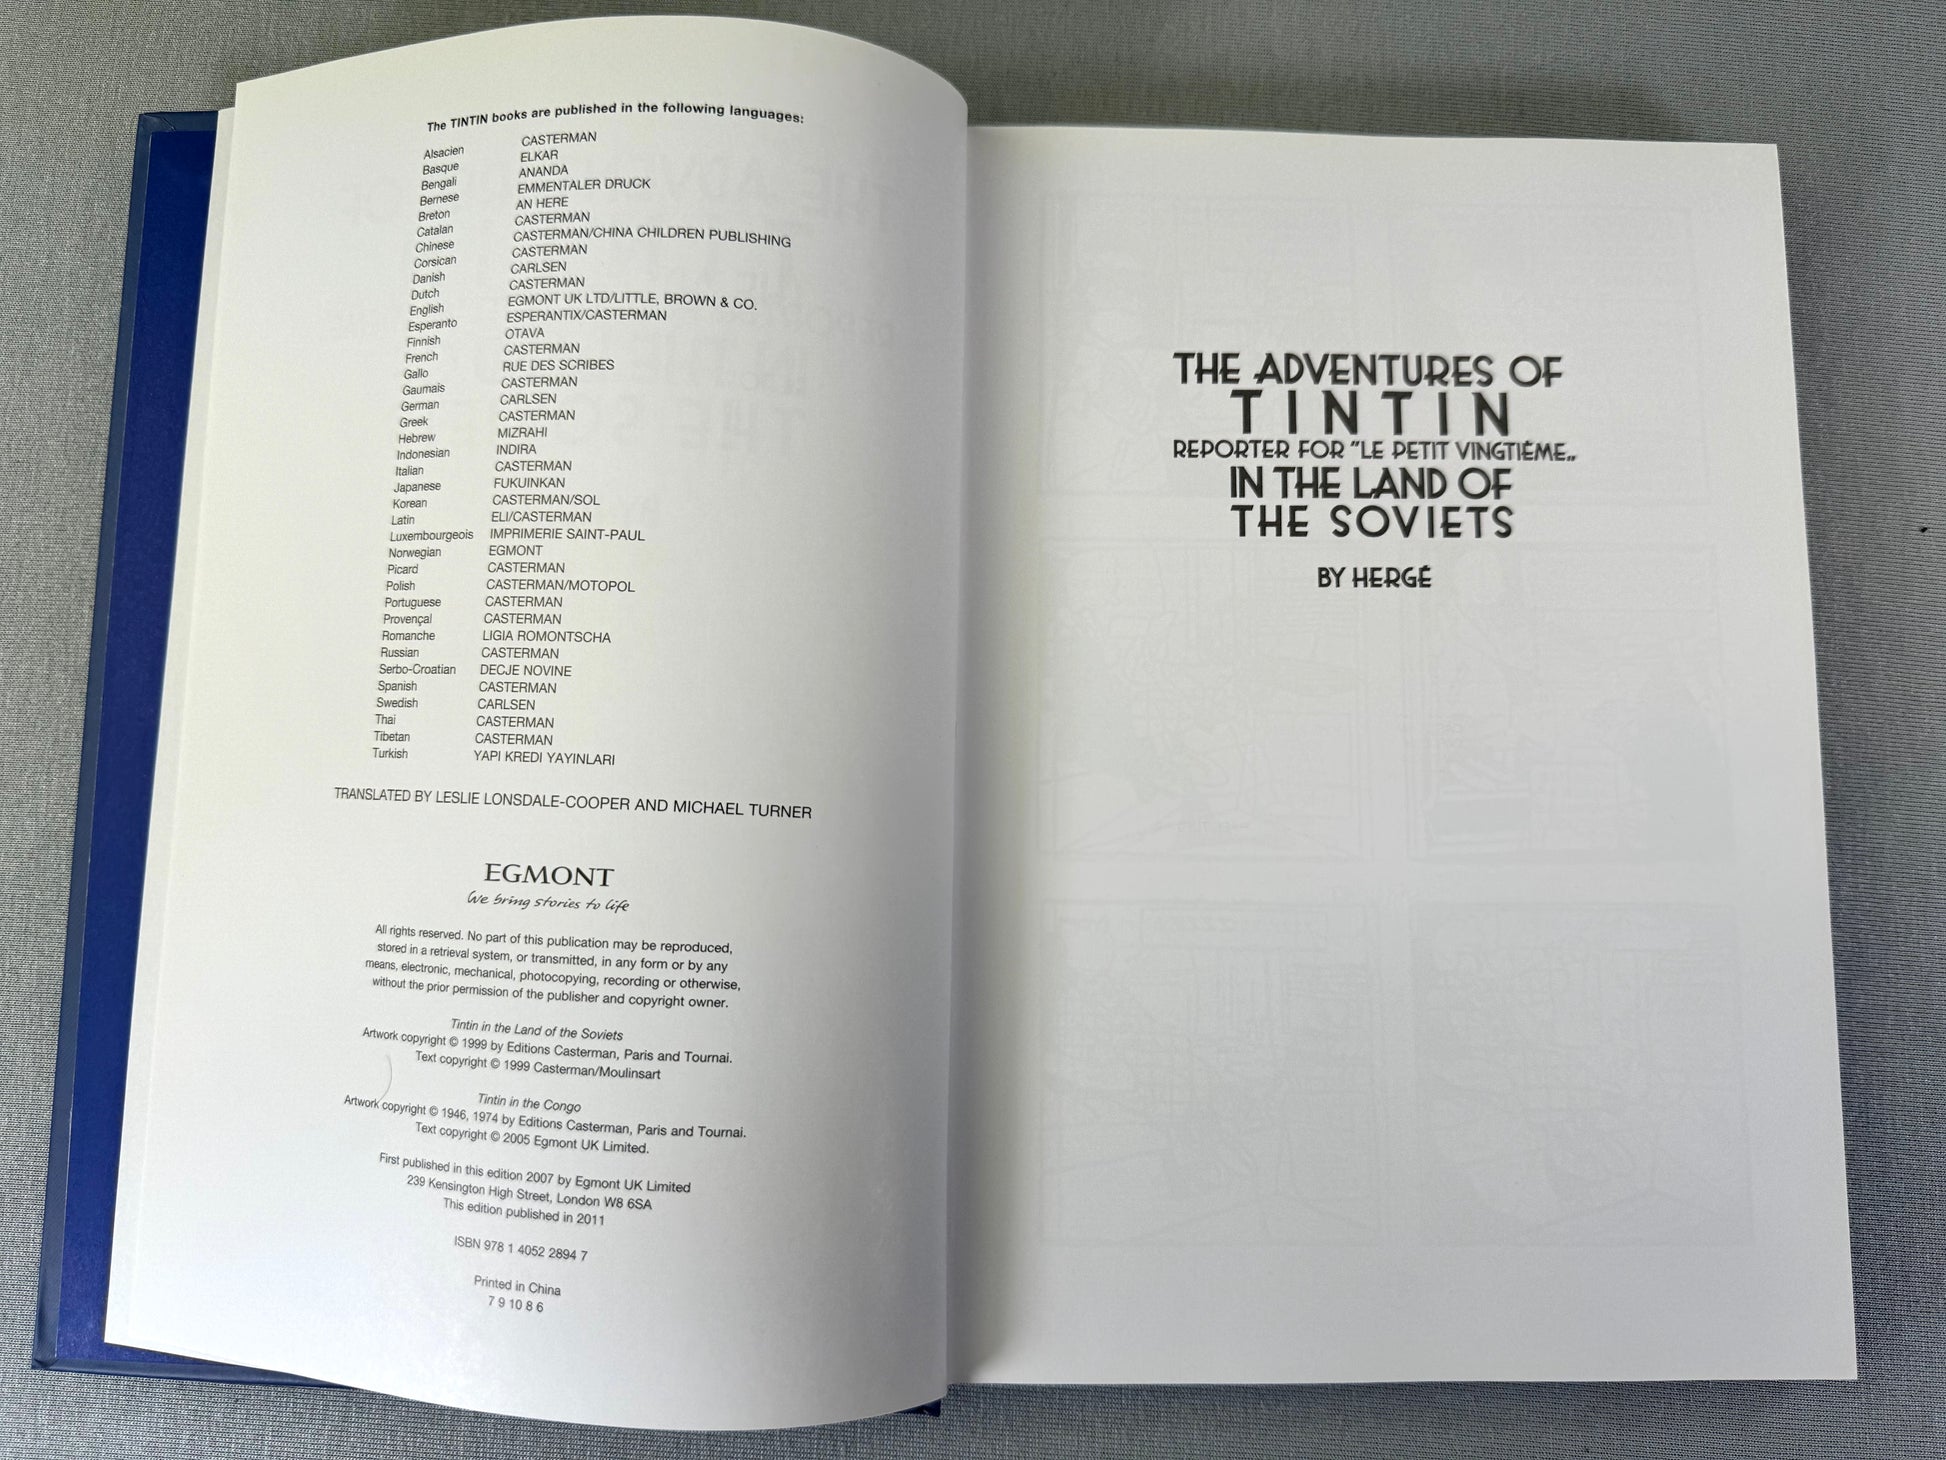 The TINTIN books are published in the following languages:
Alsacien CASTERMAN
Basque ELKAR
Bengali ANANDA
Bernese EMMENTALER DRUCK
Breton AN HERE
Catalan CASTERMAN
Chinese CASTERMAN/CHINA CHILDREN PUBLISHING
Corsican CASTERMAN
Danish CARLSEN
Dutch CASTERMAN
English EGMONT UK LTD/LITTLE, BROWN & CO.
Esperanto ESPERANTIX/CASTERMAN
Finnish OTAVA
French CASTERMAN
Gallo RUE DES SCRIBES
Gaumais CASTERMAN
German CARLSEN
Greek CASTERMAN
Hebrew MIZRAHI
Indonesian INDIRA
Italian CASTERMAN
Japanese FUKUINKAN
Korean CASTERMAN/SOL
Latin ELI/CASTERMAN
Luxembourgeois IMPRIMERIE SAINT-PAUL
Norwegian EGMONT
Picard CASTERMAN
Polish CASTERMAN/MOTOPOL
Portuguese CASTERMAN
Provençal CASTERMAN
Romanche LIGIA ROMONTSCHA
Russian CASTERMAN
Serbo-Croatian DECJE NOVINE
Spanish CASTERMAN
Swedish CARLSEN
Thai CASTERMAN
Tibetan CASTERMAN
Turkish YAPI KREDI YAYINLARI
TRANSLATED BY LESLIE LONSDALE-COOPER AND MICHAEL TURNER
EGMONT
We bring stories to life
All rights reserved. No part of this publication may be reproduced,
stored in a retrieval system, or transmitted, in any form or by any
means, electronic, mechanical, photocopying, recording or otherwise,
without the prior permission of the publisher and copyright owner.
Tintin in the Land of the Soviets
Artwork copyright © 1999 by Editions Casterman, Paris and Tournai.
Text copyright © 1999 Casterman/Moulinsart
Tintin in the Congo
Artwork copyright © 1946, 1974 by Editions Casterman, Paris and Tournai.
Text copyright © 2005 Egmont UK Limited.
First published in this edition 2007 by Egmont UK Limited
239 Kensington High Street, London W8 6SA
This edition published in 2011
ISBN 978 1 4052 2894 7
Printed in China
7 9 10 8 6
THE ADVENTURES OF
TINTIN
REPORTER FOR "LE PETIT VINGTIÈME„
IN THE LAND OF
THE SOVIETS
BY HERGÉ